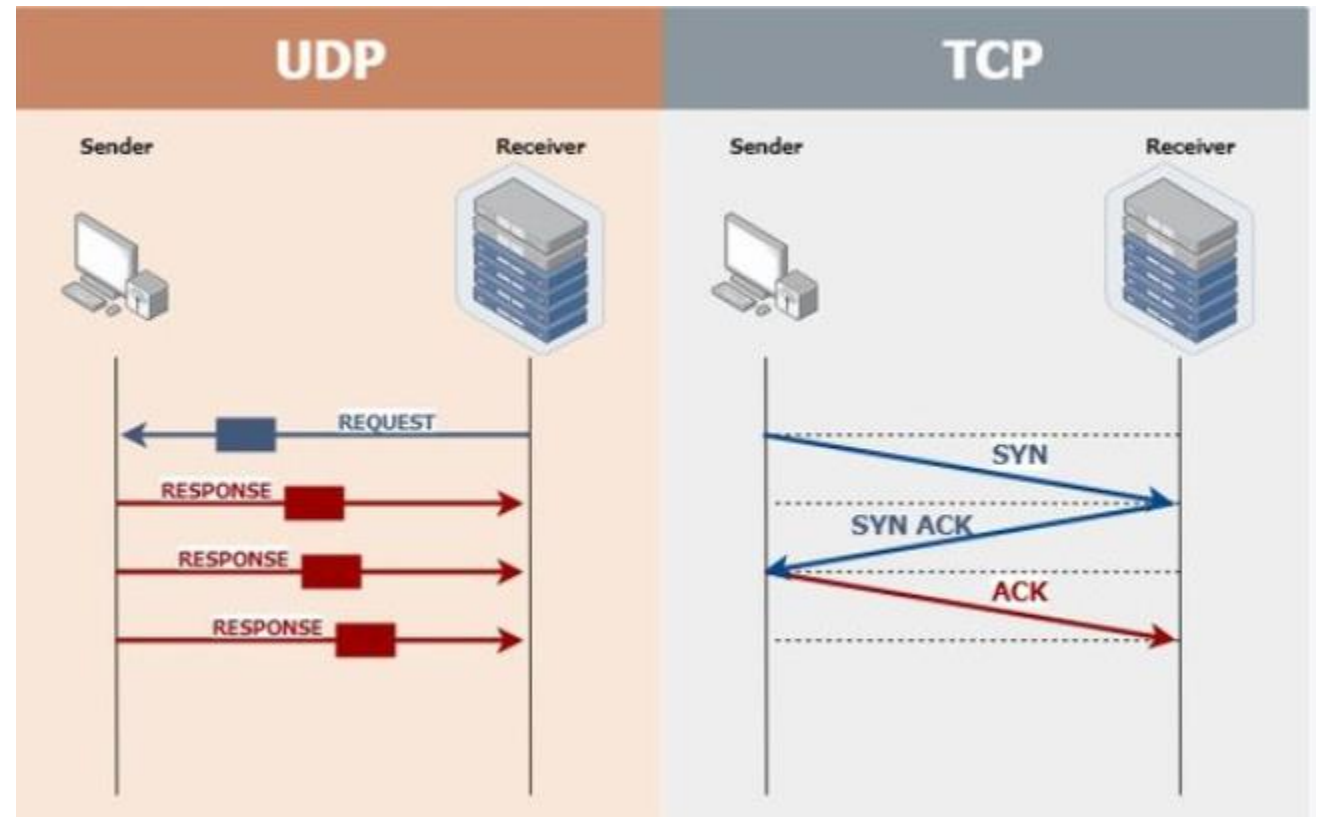 UDP
TCP
Sender
Receiver
Sender
Receiver
REQUEST
RESPONSE
RESPONSE
RESPONSE
SYN
SYN ACK
ACK